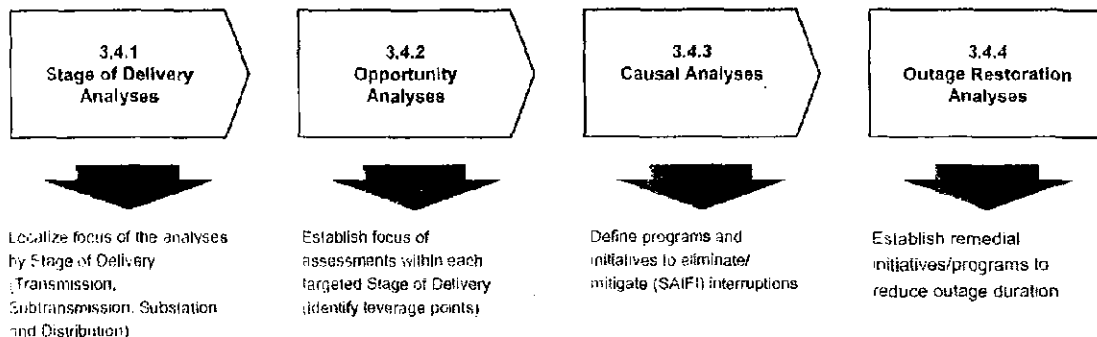 3.4.1
Stage of Delivery
Analyses
3.4.2
Opportunity
Analyses
3.4.3
Causal Analyses
3.4.4
Outage Restoration
Analyses
Localize focus of the analyses
by Stage of Delivery
(Transmission,
Subtransmission, Substation
and Distribution)
Establish focus of
assessments within each
targeted Stage of Delivery
(identify leverage points)
Define programs and
initiatives to eliminate/
mitigate (SAIFI) interruptions
Establish remedial
initiatives/programs to
reduce outage duration